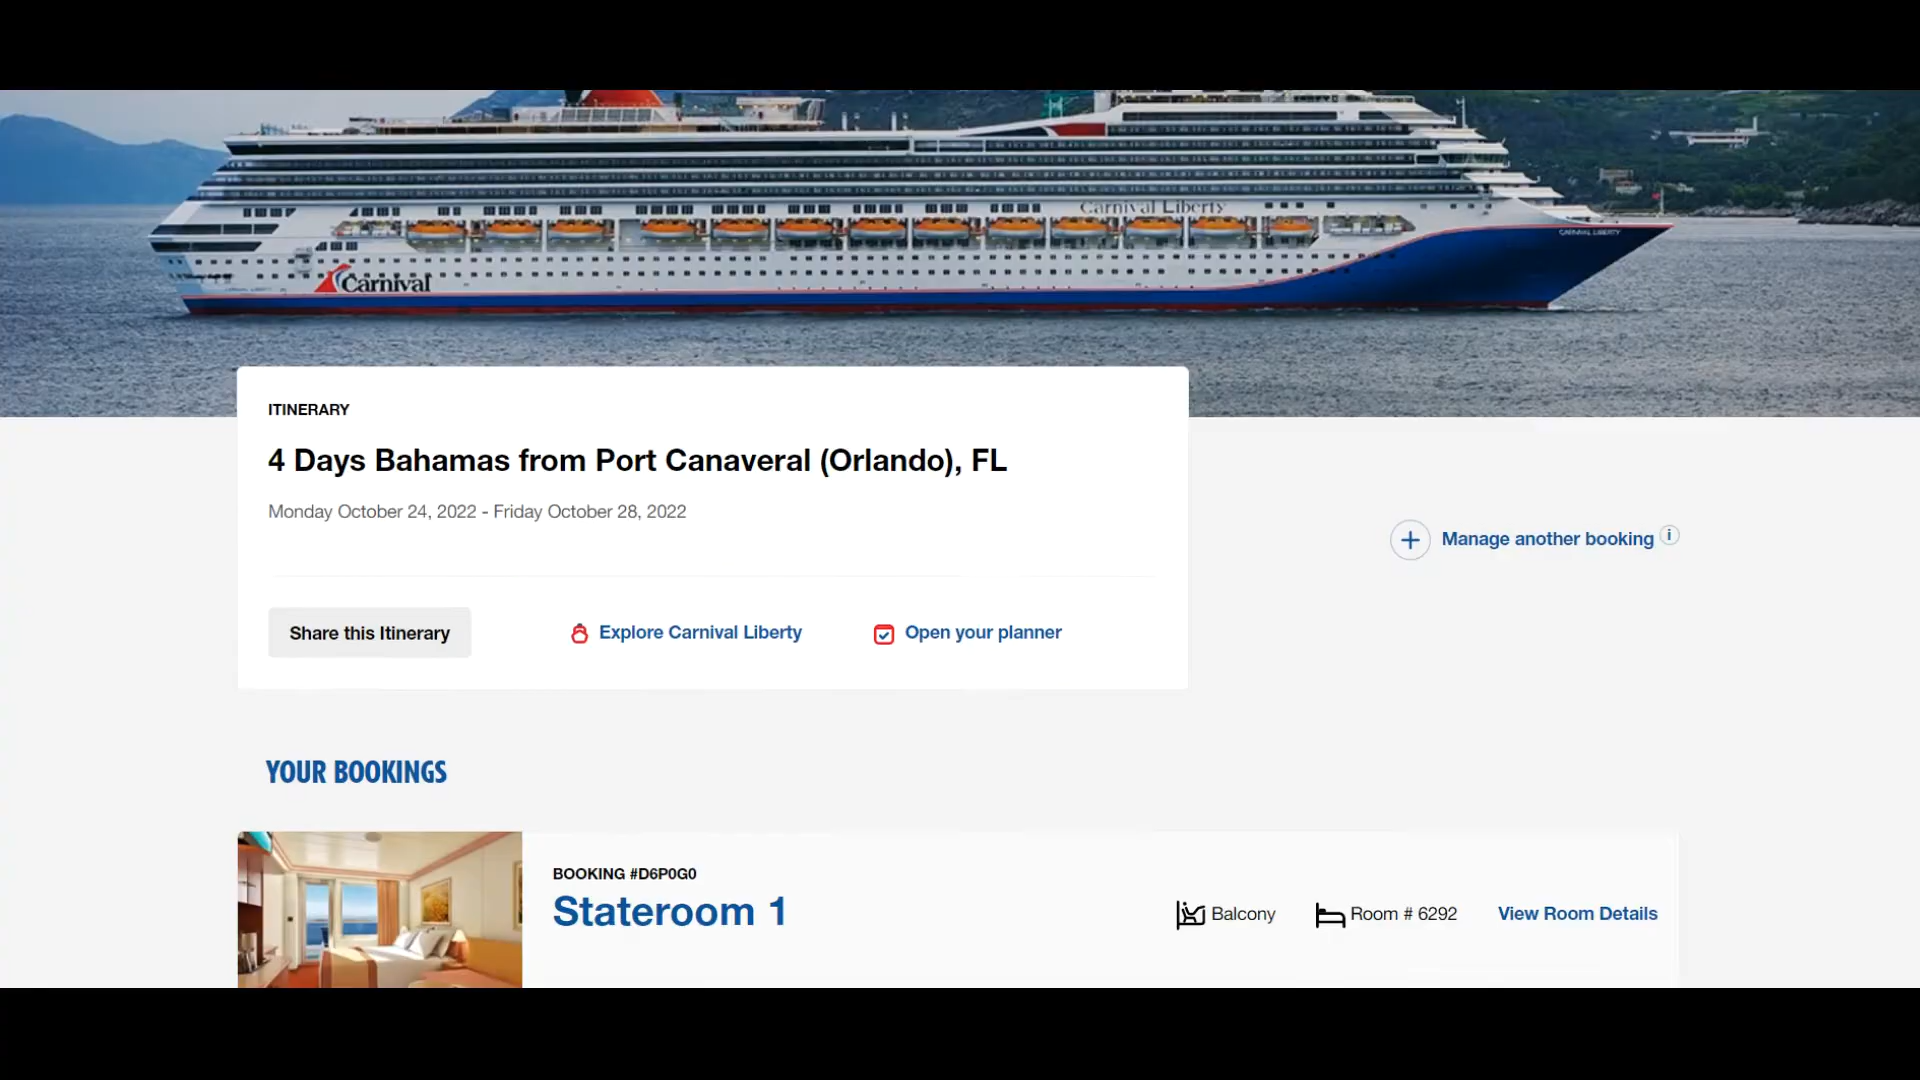 Carnival Liberty
CARNIVAL LIBERTY
Carnival
ITINERARY
4 Days Bahamas from Port Canaveral (Orlando), FL
Monday October 24, 2022 - Friday October 28, 2022
Manage another booking i
Share this Itinerary
Explore Carnival Liberty
Open your planner
YOUR BOOKINGS
BOOKING #D6P0G0
Stateroom 1
Balcony
Room # 6292
View Room Details